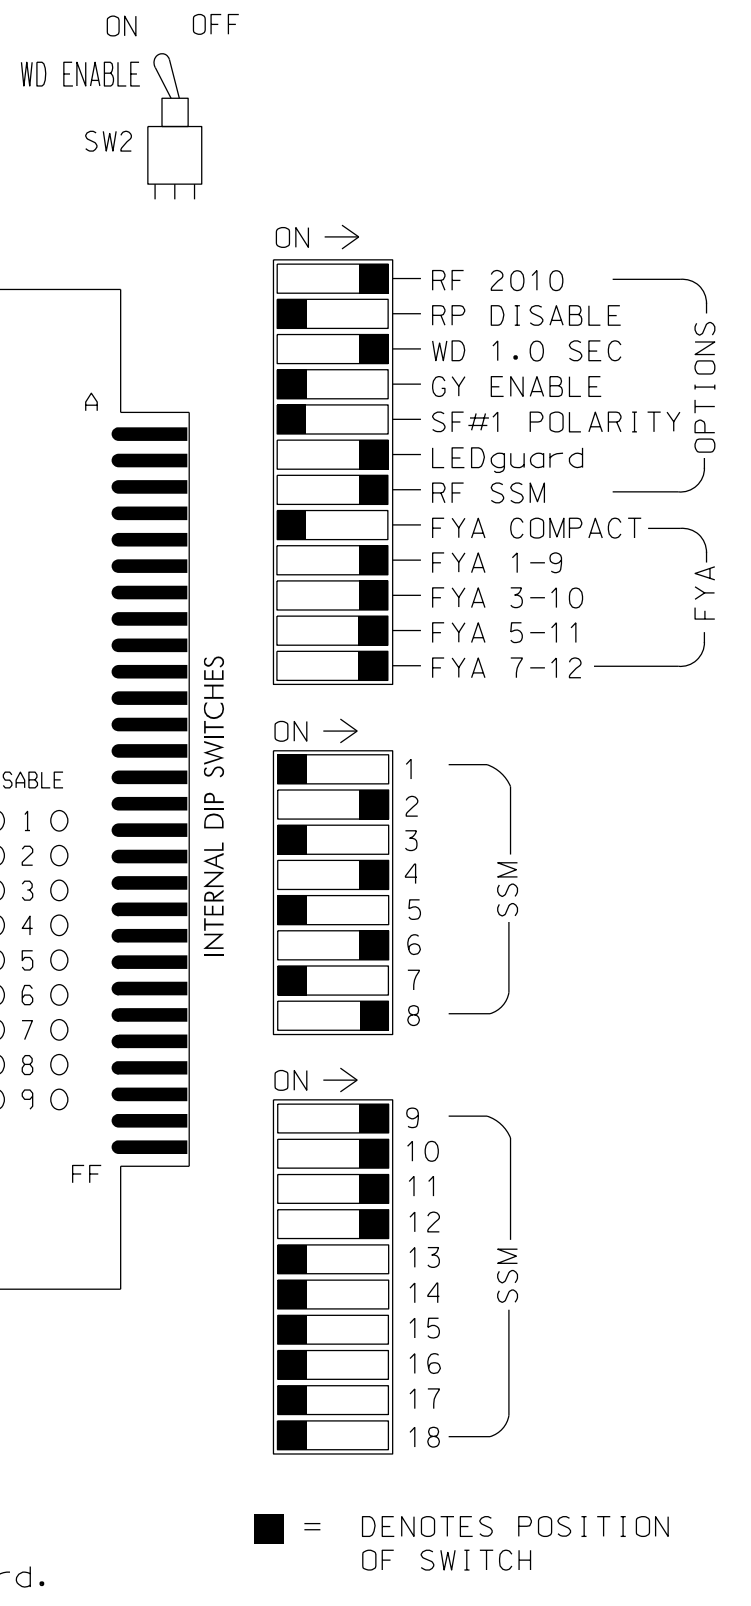 ON OFF
WD ENABLE
SW2
ON
RF 2010
RP DISABLE
WD 1.0 SEC
GY ENABLE
SF#1 POLARITY
LEDguard
RF SSM
OPTIONS
FYA COMPACT
FYA 1-9
FYA 3-10
FYA 5-11
FYA 7-12
FYA
A
FF
INTERNAL DIP SWITCHES
SABLE
1
2
3
4
5
6
7
8
9
ON
1
2
3
4
5
6
7
8
SSM
ON
9
10
11
12
13
14
15
16
17
18
SSM
= DENOTES POSITION
OF SWITCH
rd.